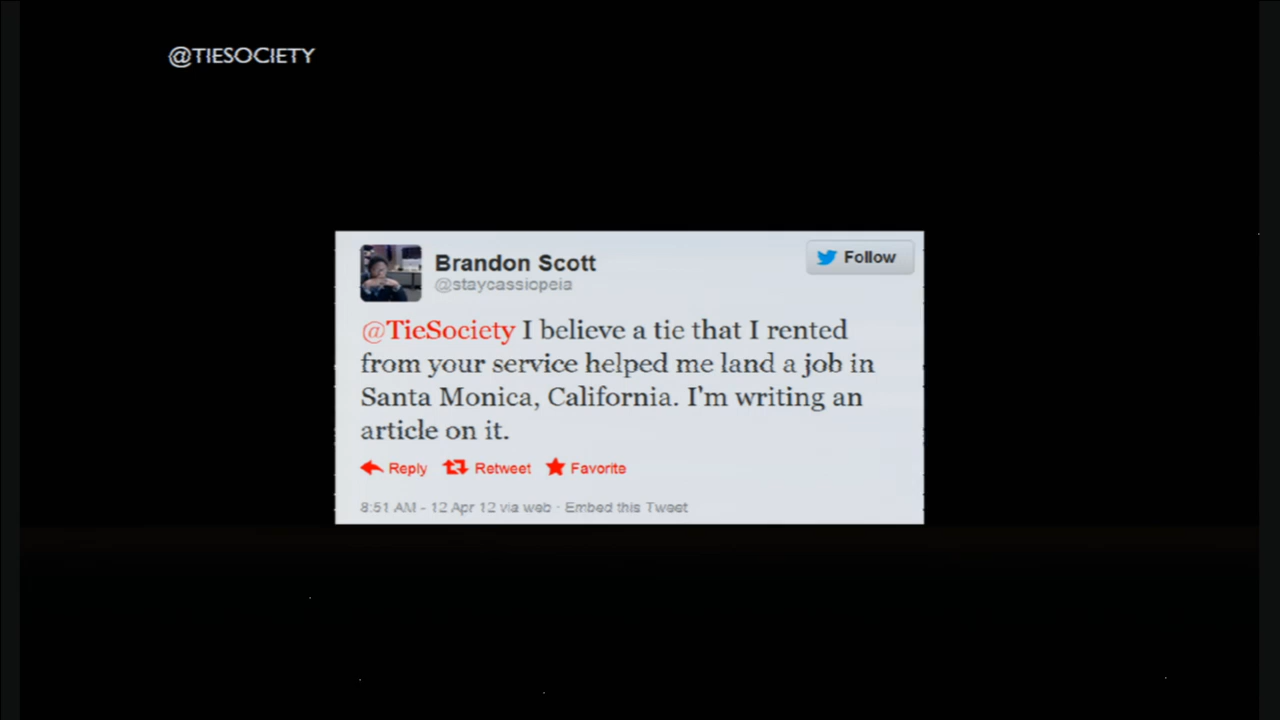 @TIESOCIETY
Brandon Scott
@staycassiopeia
Follow
@TieSociety I believe a tie that I rented
from your service helped me land a job in
Santa Monica, California. I'm writing an
article on it.
Reply Retweet Favorite
8:51 AM - 12 Apr 12 via web · Embed this Tweet